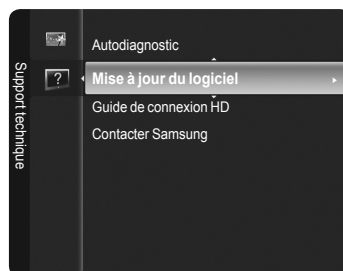 Support technique
Autodiagnostic
Mise à jour du logiciel
Guide de connexion HD
Contacter Samsung